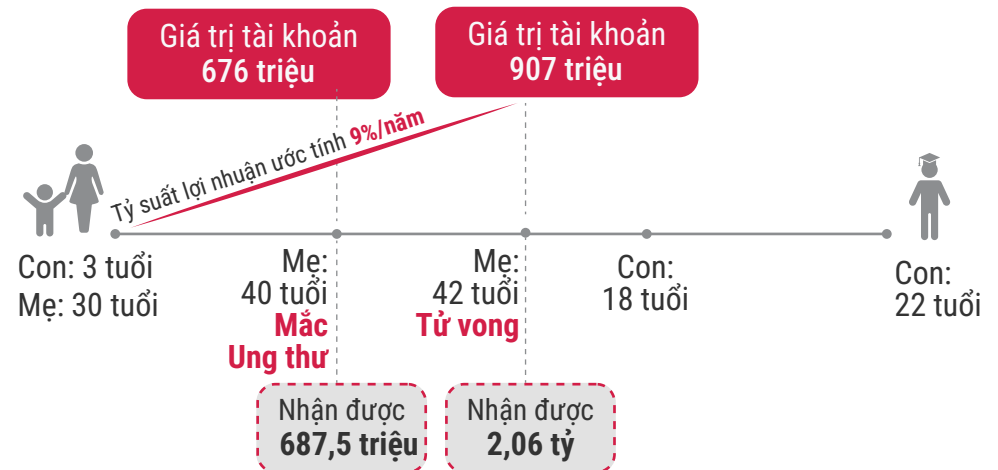 Giá trị tài khoản
676 triệu
Giá trị tài khoản
907 triệu
Tỷ suất lợi nhuận ước tính 9%/năm
Con: 3 tuổi
Mẹ: 30 tuổi
Mẹ:
40 tuổi
Mắc
Ung thư
Mẹ:
42 tuổi
Tử vong
Con:
18 tuổi
Con:
22 tuổi
Nhận được
687,5 triệu
Nhận được
2,06 tỷ